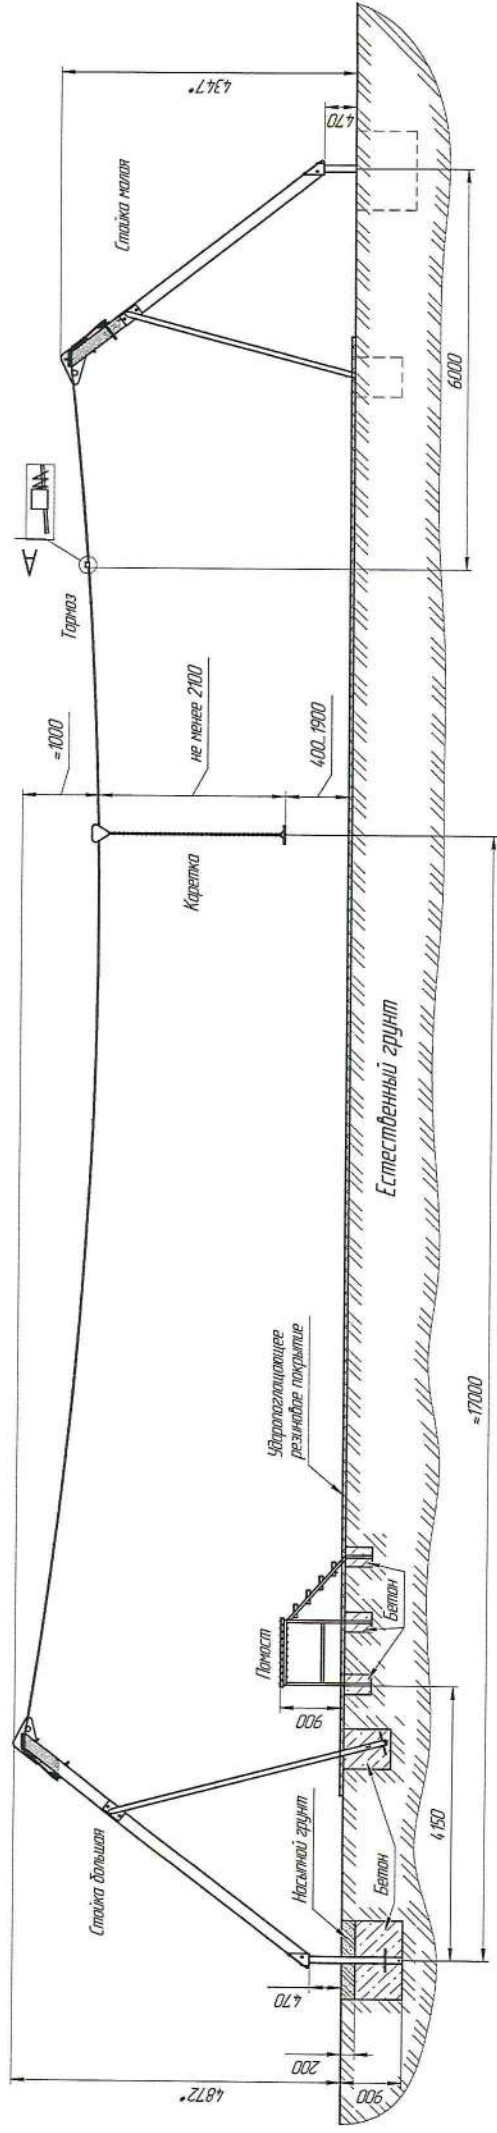 4872*
Стойка большая
≈1000
Тормоз
А
4347*
Стойка малая
не менее 2100
400..1900
Каретка
470
470
Помост
900
Ударопоглощающее
резиновое покрытие
Насыпной грунт
200
900
Бетон
Бетон
Естественный грунт
4150
6000
≈17000